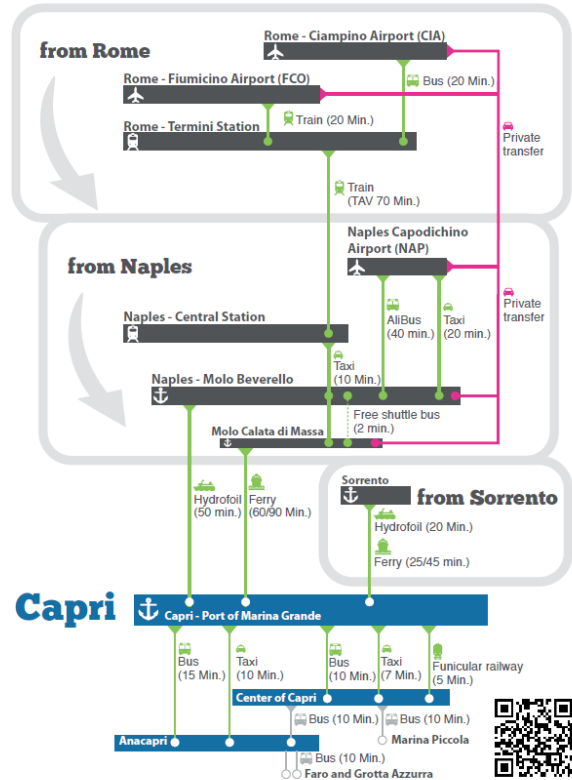 from Rome
Rome - Ciampino Airport (CIA)
Bus (20 Min.)
Rome - Fiumicino Airport (FCO)
Train (20 Min.)
Rome - Termini Station
Private
transfer
Train
(TAV 70 Min.)
from Naples
Naples Capodichino
Airport (NAP)
Private
transfer
AliBus
(40 min.)
Taxi
(20 min.)
Naples - Central Station
Taxi
(10 Min.)
Naples - Molo Beverello
Free shuttle bus
(2 min.)
Molo Calata di Massa
Hydrofoil
(50 min.)
Ferry
(60/90 Min.)
Sorrento
from Sorrento
Hydrofoil (20 Min.)
Ferry (25/45 min.)
Capri
Capri - Port of Marina Grande
Bus
(15 Min.)
Taxi
(10 Min.)
Bus
(10 Min.)
Taxi
(7 Min.)
Funicular railway
(5 Min.)
Center of Capri
Bus (10 Min.)
Bus (10 Min.)
Marina Piccola
Anacapri
Bus (10 Min.)
Faro and Grotta Azzurra